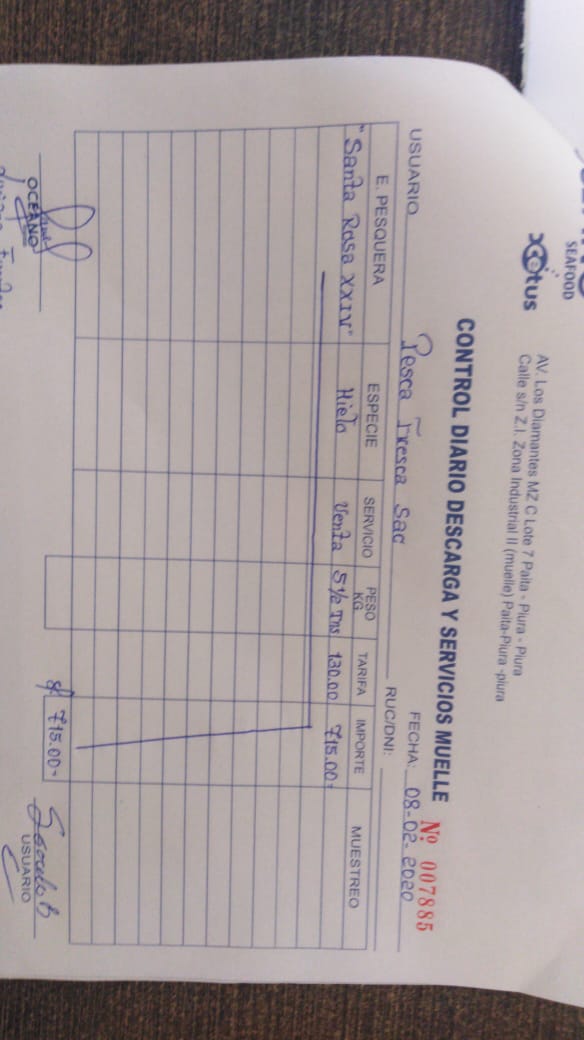 SEAFOOD
Cetus
AV. Los Diamantes MZ C Lote 7 Paita - Piura - Piura
Calle s/n Z.I. Zona Industrial II (muelle) Paita-Piura -piura
CONTROL DIARIO DESCARGA Y SERVICIOS MUELLE Nº 007885
FECHA: 08-02-2020
USUARIO Pesca Fresca Sac RUC/DNI:
E. PESQUERA ESPECIE SERVICIO PESO KG TARIFA IMPORTE MUESTREO
"Santa Rosa XXIV" Hielo Venta 5 1/2 Tns 130.00 715.00
S/ 715.00
OCEANO
USUARIO